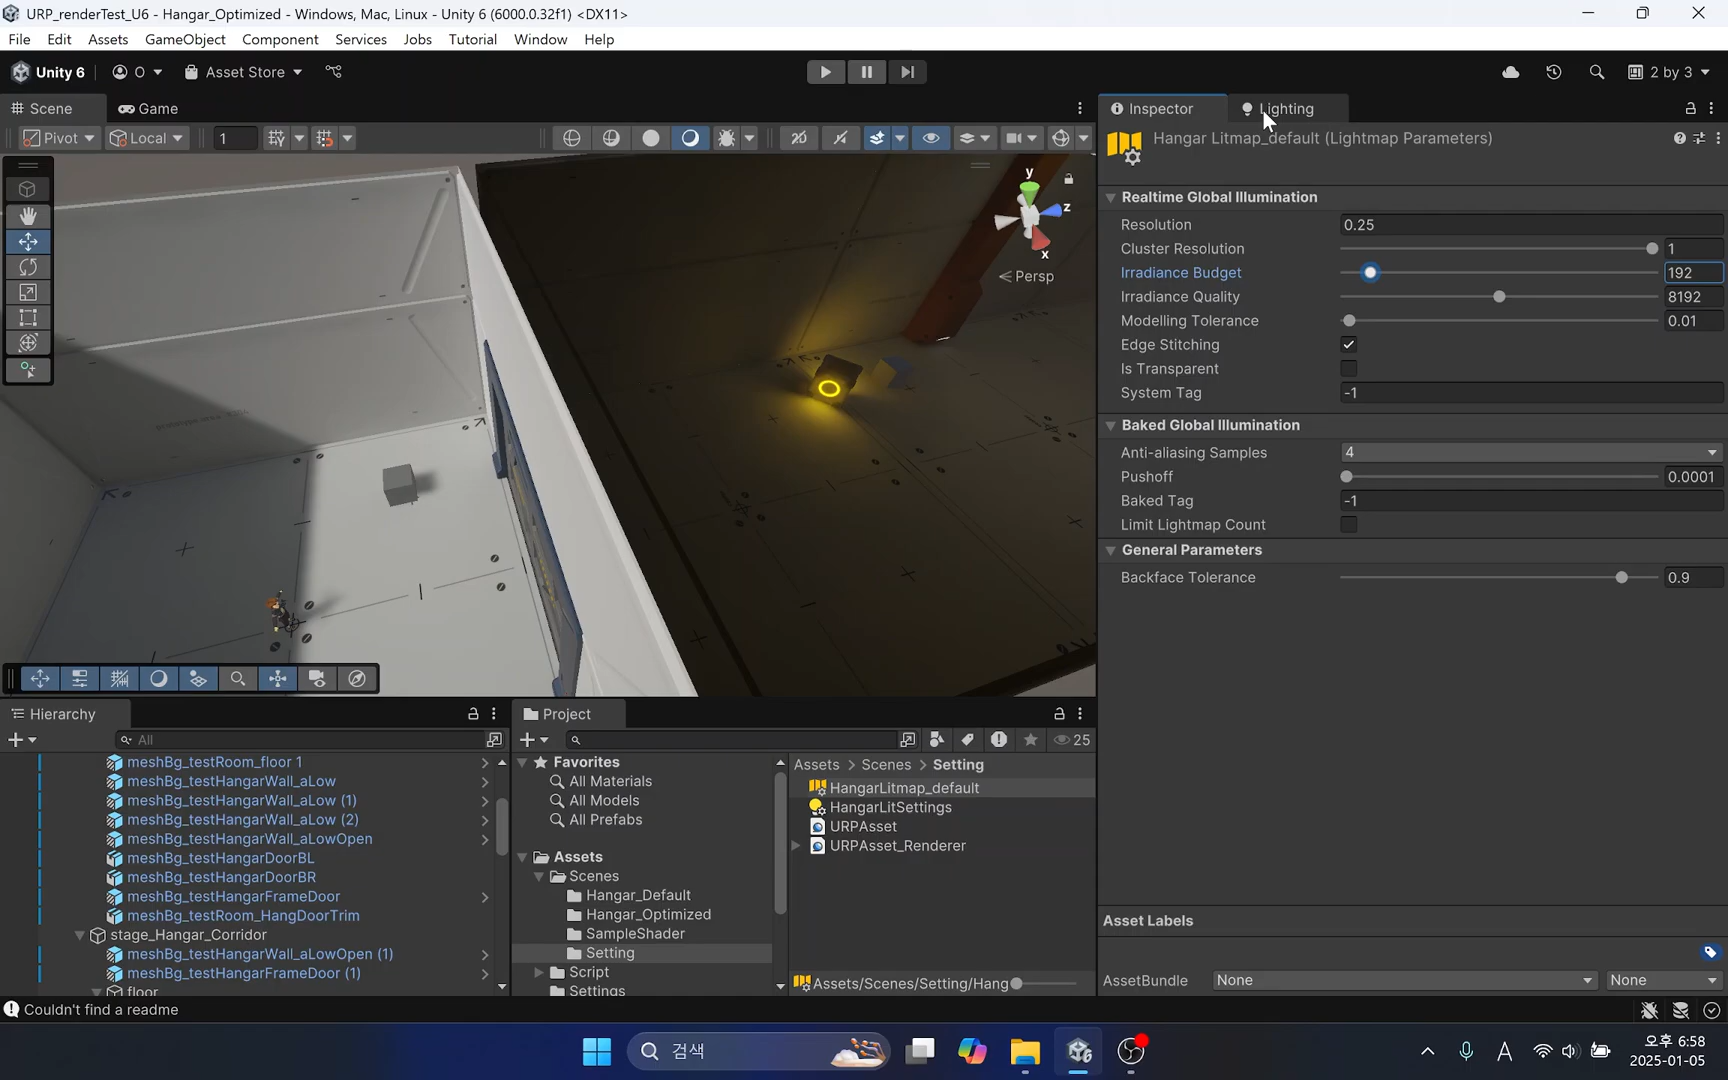 URP_renderTest_U6 - Hangar_Optimized - Windows, Mac, Linux - Unity 6 (6000.0.32f1) <DX11>
File Edit Assets GameObject Component Services Jobs Tutorial Window Help
Unity 6 O Asset Store 2 by 3
Scene Game
Pivot Local 1 2D
y
z
x
Persp
Inspector Lighting
Hangar Litmap_default (Lightmap Parameters)
Realtime Global Illumination
Resolution 0.25
Cluster Resolution 1
Irradiance Budget 192
Irradiance Quality 8192
Modelling Tolerance 0.01
Edge Stitching
Is Transparent
System Tag -1
Baked Global Illumination
Anti-aliasing Samples 4
Pushoff 0.0001
Baked Tag -1
Limit Lightmap Count
General Parameters
Backface Tolerance 0.9
Asset Labels
AssetBundle None None
Hierarchy
All
meshBg_testRoom_floor 1
meshBg_testHangarWall_aLow
meshBg_testHangarWall_aLow (1)
meshBg_testHangarWall_aLow (2)
meshBg_testHangarWall_aLowOpen
meshBg_testHangarDoorBL
meshBg_testHangarDoorBR
meshBg_testHangarFrameDoor
meshBg_testRoom_HangDoorTrim
stage_Hangar_Corridor
meshBg_testHangarWall_aLowOpen (1)
meshBg_testHangarFrameDoor (1)
floor
Project
25
Favorites
All Materials
All Models
All Prefabs
Assets
Scenes
Hangar_Default
Hangar_Optimized
SampleShader
Setting
Script
Settings
Assets > Scenes > Setting
HangarLitmap_default
HangarLitSettings
URPAsset
URPAsset_Renderer
Assets/Scenes/Setting/Hang
Couldn't find a readme
검색
A
오후 6:58
2025-01-05